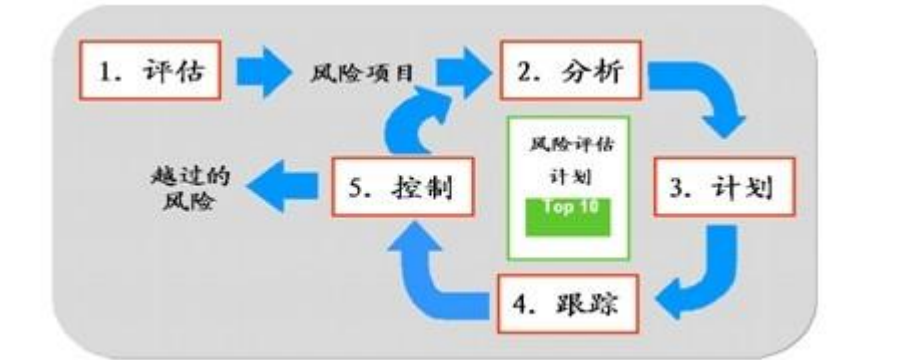 1. 评估
风险项目
2. 分析
风险评估
计划
Top 10
越过的
风险
5. 控制
3. 计划
4. 跟踪